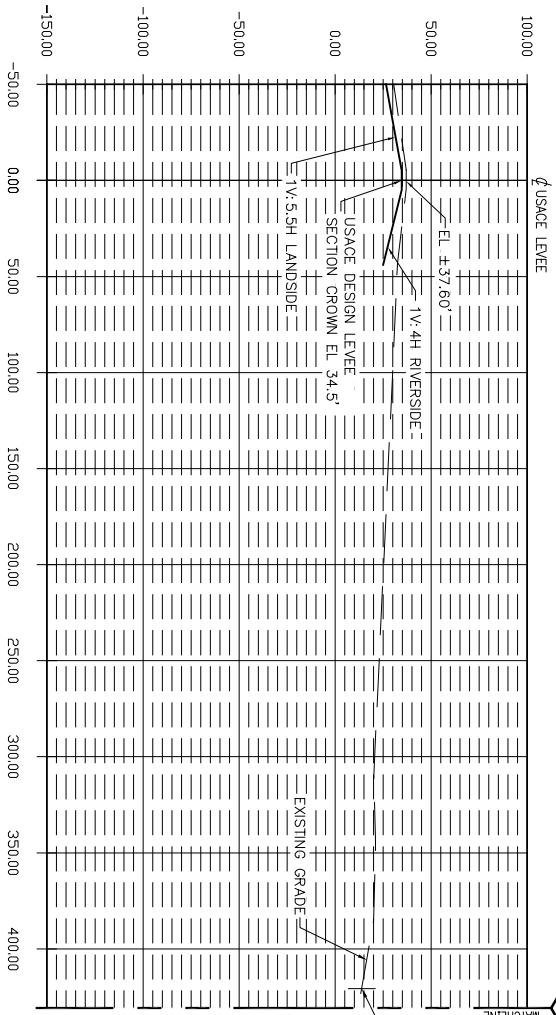 ℄ USACE LEVEE
EL ±37.60'
1V:4H RIVERSIDE
USACE DESIGN LEVEE
SECTION CROWN EL 34.5'
1V:5.5H LANDSIDE
EXISTING GRADE
MATCHLINE
100.00
50.00
0.00
-50.00
-100.00
-150.00
-50.00
0.00
50.00
100.00
150.00
200.00
250.00
300.00
350.00
400.00